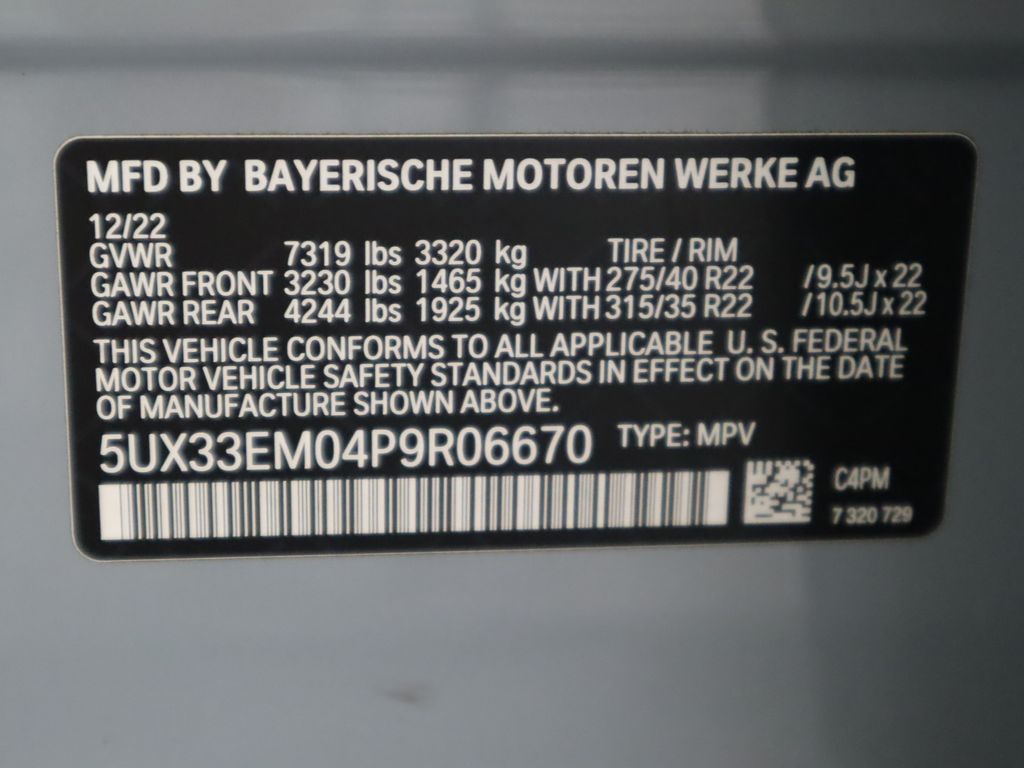 MFD BY BAYERISCHE MOTOREN WERKE AG
12/22
GVWR 7319 lbs 3320 kg TIRE / RIM
GAWR FRONT 3230 lbs 1465 kg WITH 275/40 R22 /9.5J x 22
GAWR REAR 4244 lbs 1925 kg WITH 315/35 R22 /10.5J x 22
THIS VEHICLE CONFORMS TO ALL APPLICABLE U. S. FEDERAL
MOTOR VEHICLE SAFETY STANDARDS IN EFFECT ON THE DATE
OF MANUFACTURE SHOWN ABOVE.
5UX33EM04P9R06670 TYPE: MPV
C4PM
7 320 729